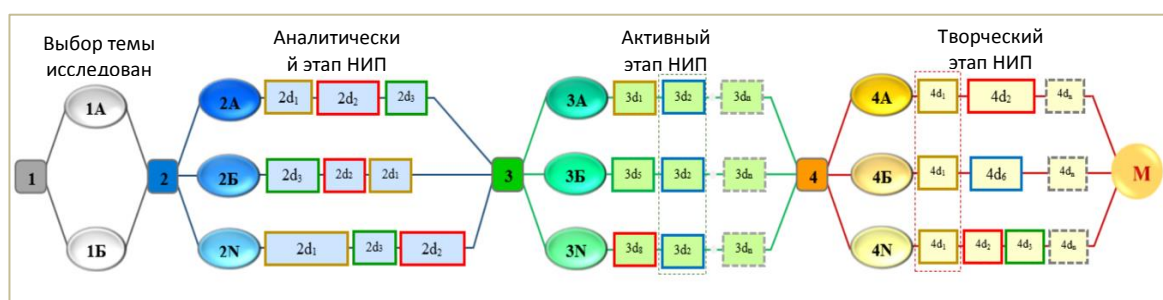 Выбор темы
исследован
Аналитически
й этап НИП
Активный
этап НИП
Творческий
этап НИП
1А
2А 2d₁ 2d₂ 2d₃
3А 3d₁ 3d₂ 3dₙ
4А 4d₁ 4d₂ 4dₙ
1
2
2Б 2d₃ 2d₂ 2d₁
3
3Б 3d₅ 3d₂ 3dₙ
4
4Б 4d₁ 4d₆ 4dₙ
М
1Б
2N 2d₁ 2d₃ 2d₂
3N 3d₈ 3d₂ 3dₙ
4N 4d₁ 4d₂ 4d₃ 4dₙ